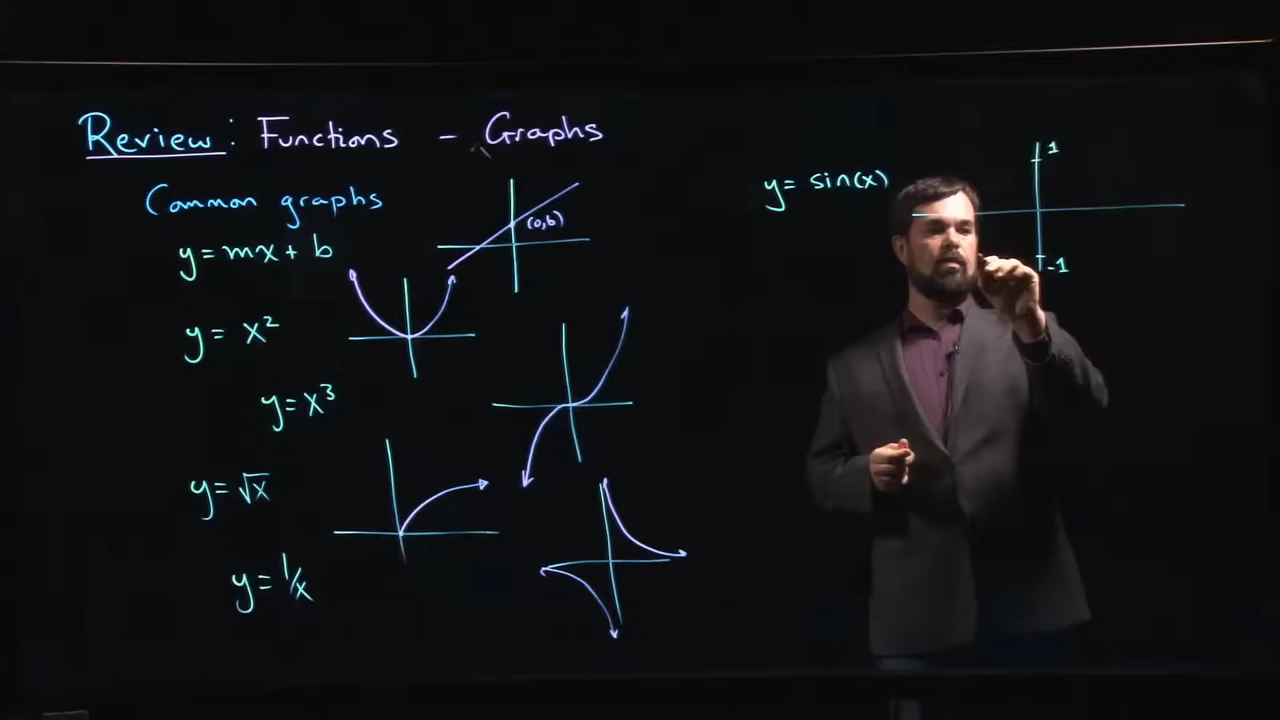 Review: Functions - Graphs
Common graphs
y = mx + b
(0,b)
y = x²
y = x³
y = √x
y = 1/x
y = sin(x)
1
-1